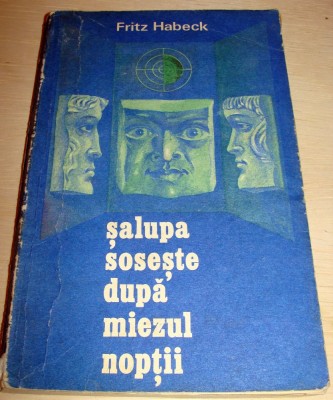 Fritz Habeck
șalupa
sosește
după
miezul
nopții